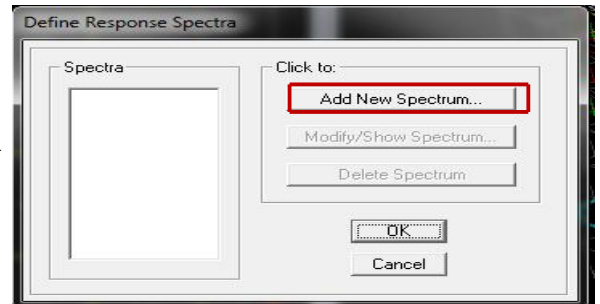 Define Response Spectra
Spectra
Click to:
Add New Spectrum...
Modify/Show Spectrum...
Delete Spectrum
OK
Cancel